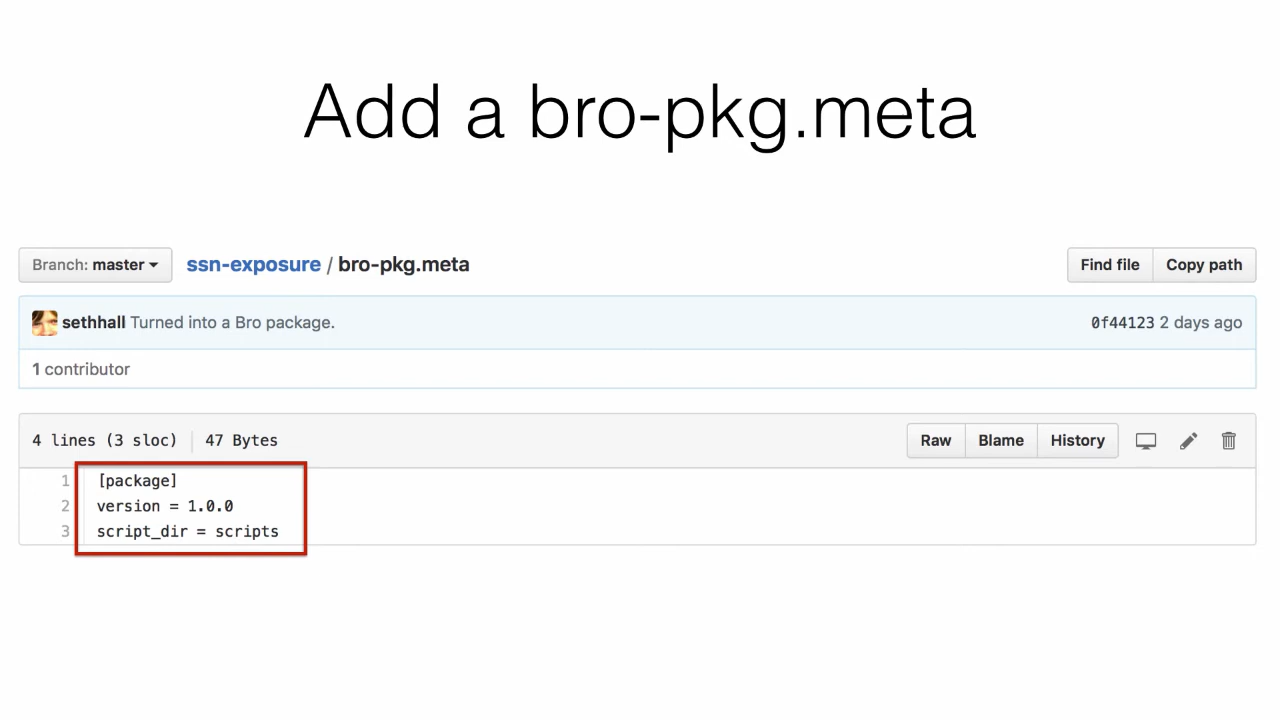 Add a bro-pkg.meta
Branch: master
ssn-exposure / bro-pkg.meta
Find file
Copy path
sethhall Turned into a Bro package.
0f44123 2 days ago
1 contributor
4 lines (3 sloc)
47 Bytes
Raw
Blame
History
1 [package]
2 version = 1.0.0
3 script_dir = scripts